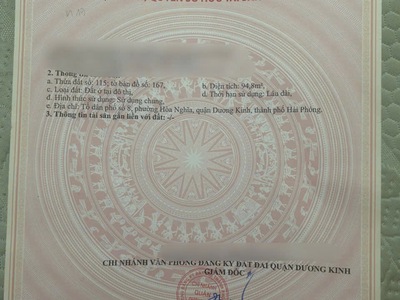 2. Thông
a. Thửa đất số: 115; tờ bản đồ số: 167, b. Diện tích: 94,8m².
c. Loại đất: Đất ở tại đô thị, d. Thời hạn sử dụng: Lâu dài,
đ. Hình thức sử dụng: Sử dụng chung,
e. Địa chỉ: Tổ dân phố số 8, phường Hòa Nghĩa, quận Dương Kinh, thành phố Hải Phòng.
3. Thông tin tài sản gắn liền với đất: -/-
CHI NHÁNH VĂN PHÒNG ĐĂNG KÝ ĐẤT ĐAI QUẬN DƯƠNG KINH
GIÁM ĐỐC